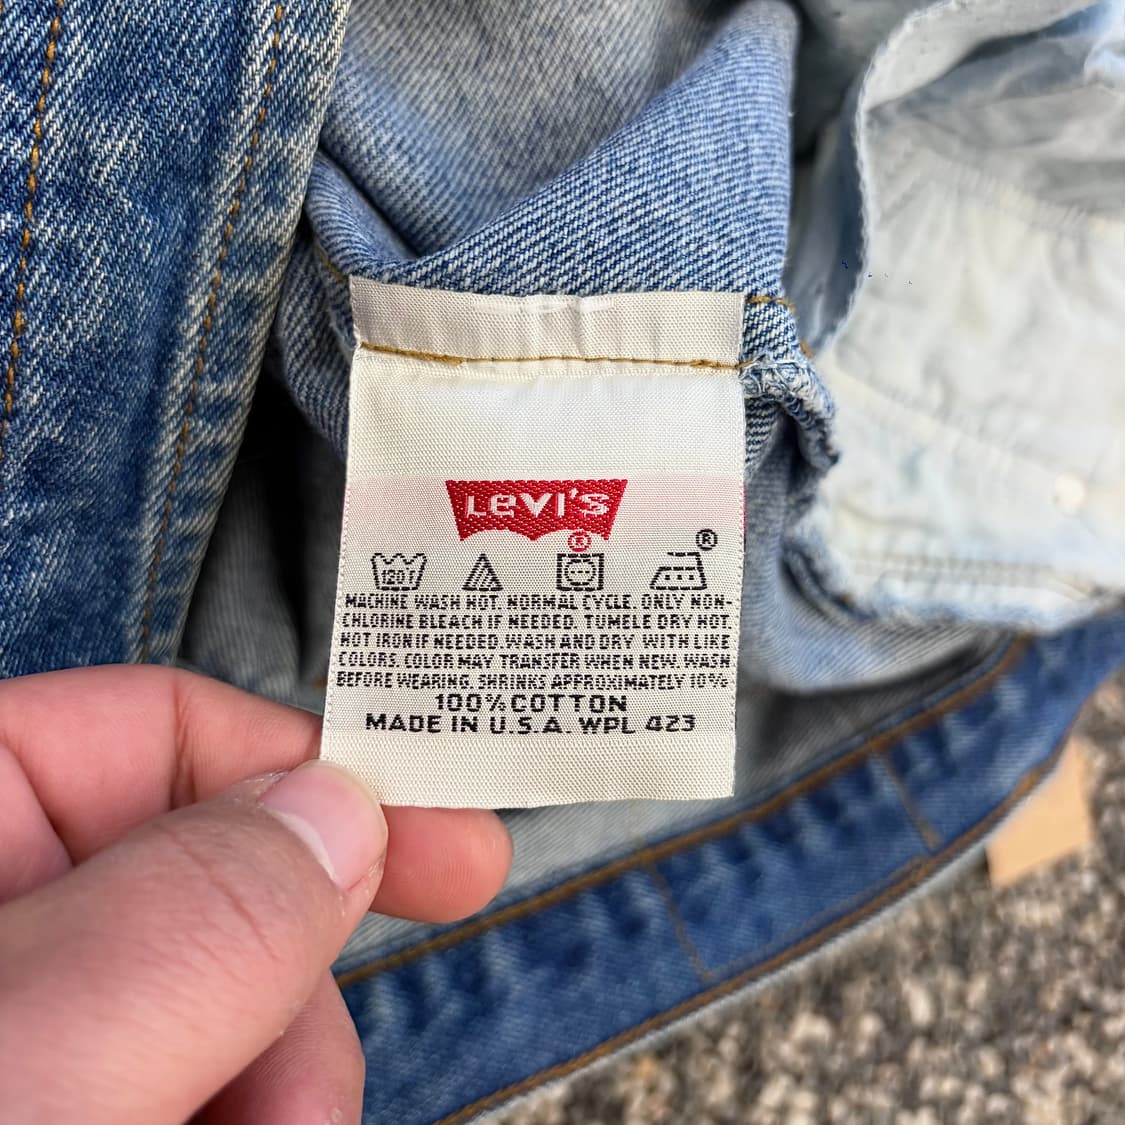 Levi's
®
®
120F
MACHINE WASH HOT. NORMAL CYCLE. ONLY NON-
CHLORINE BLEACH IF NEEDED. TUMBLE DRY HOT.
HOT IRON IF NEEDED. WASH AND DRY WITH LIKE
COLORS. COLOR MAY TRANSFER WHEN NEW. WASH
BEFORE WEARING. SHRINKS APPROXIMATELY 10%
100% COTTON
MADE IN U.S.A. WPL 423